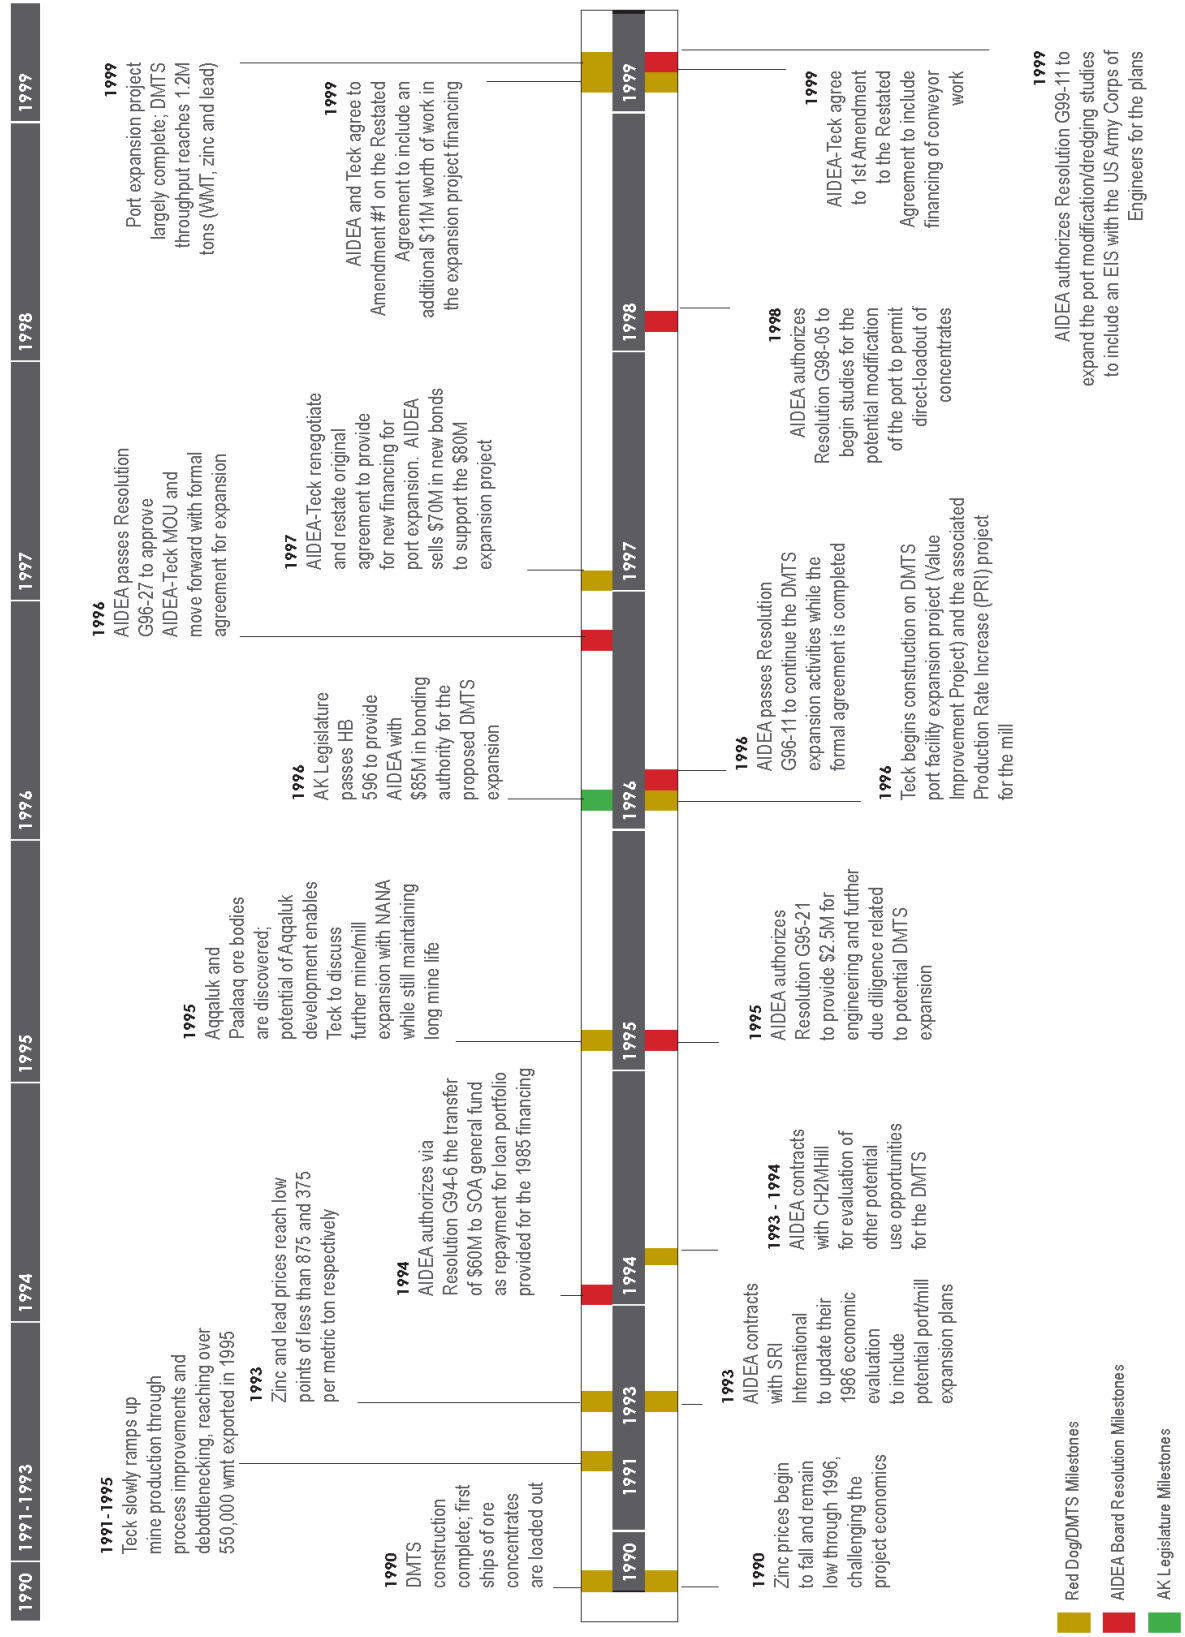 1990
1991-1993
1994
1995
1996
1997
1998
1999
1991-1995
Teck slowly ramps up
mine production through
process improvements and
debottlenecking, reaching over
550,000 wmt exported in 1995
1993
Zinc and lead prices reach low
points of less than 875 and 375
per metric ton respectively
1990
DMTS
construction
complete; first
ships of ore
concentrates
are loaded out
1994
AIDEA authorizes via
Resolution G94-6 the transfer
of $60M to SOA general fund
as repayment for loan portfolio
provided for the 1985 financing
1995
Aqqaluk and
Paalaaq ore bodies
are discovered;
potential of Aqqaluk
development enables
Teck to discuss
further mine/mill
expansion with NANA
while still maintaining
long mine life
1996
AK Legislature
passes HB
596 to provide
AIDEA with
$85M in bonding
authority for the
proposed DMTS
expansion
1996
AIDEA passes Resolution
G96-27 to approve
AIDEA-Teck MOU and
move forward with formal
agreement for expansion
1997
AIDEA-Teck renegotiate
and restate original
agreement to provide
for new financing for
port expansion. AIDEA
sells $70M in new bonds
to support the $80M
expansion project
1999
Port expansion project
largely complete; DMTS
throughput reaches 1.2M
tons (WMT, zinc and lead)
1999
AIDEA and Teck agree to
Amendment #1 on the Restated
Agreement to include an
additional $11M worth of work in
the expansion project financing
1990
1991
1993
1994
1995
1996
1997
1998
1999
1990
Zinc prices begin
to fall and remain
low through 1996,
challenging the
project economics
1993
AIDEA contracts
with SRI
International
to update their
1986 economic
evaluation
to include
potential port/mill
expansion plans
1993 - 1994
AIDEA contracts
with CH2MHill
for evaluation of
other potential
use opportunities
for the DMTS
1995
AIDEA authorizes
Resolution G95-21
to provide $2.5M for
engineering and further
due diligence related
to potential DMTS
expansion
1996
AIDEA passes Resolution
G96-11 to continue the DMTS
expansion activities while the
formal agreement is completed
1996
Teck begins construction on DMTS
port facility expansion project (Value
Improvement Project) and the associated
Production Rate Increase (PRI) project
for the mill
1998
AIDEA authorizes
Resolution G98-05 to
begin studies for the
potential modification
of the port to permit
direct-loadout of
concentrates
1999
AIDEA-Teck agree
to 1st Amendment
to the Restated
Agreement to include
financing of conveyor
work
1999
AIDEA authorizes Resolution G99-11 to
expand the port modification/dredging studies
to include an EIS with the US Army Corps of
Engineers for the plans
Red Dog/DMTS Milestones
AIDEA Board Resolution Milestones
AK Legislature Milestones